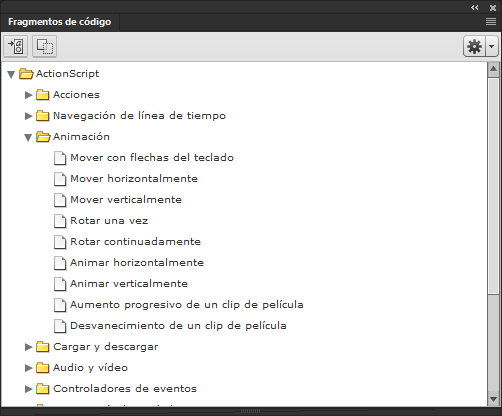 Fragmentos de código
ActionScript
Acciones
Navegación de línea de tiempo
Animación
Mover con flechas del teclado
Mover horizontalmente
Mover verticalmente
Rotar una vez
Rotar continuadamente
Animar horizontalmente
Animar verticalmente
Aumento progresivo de un clip de película
Desvanecimiento de un clip de película
Cargar y descargar
Audio y vídeo
Controladores de eventos